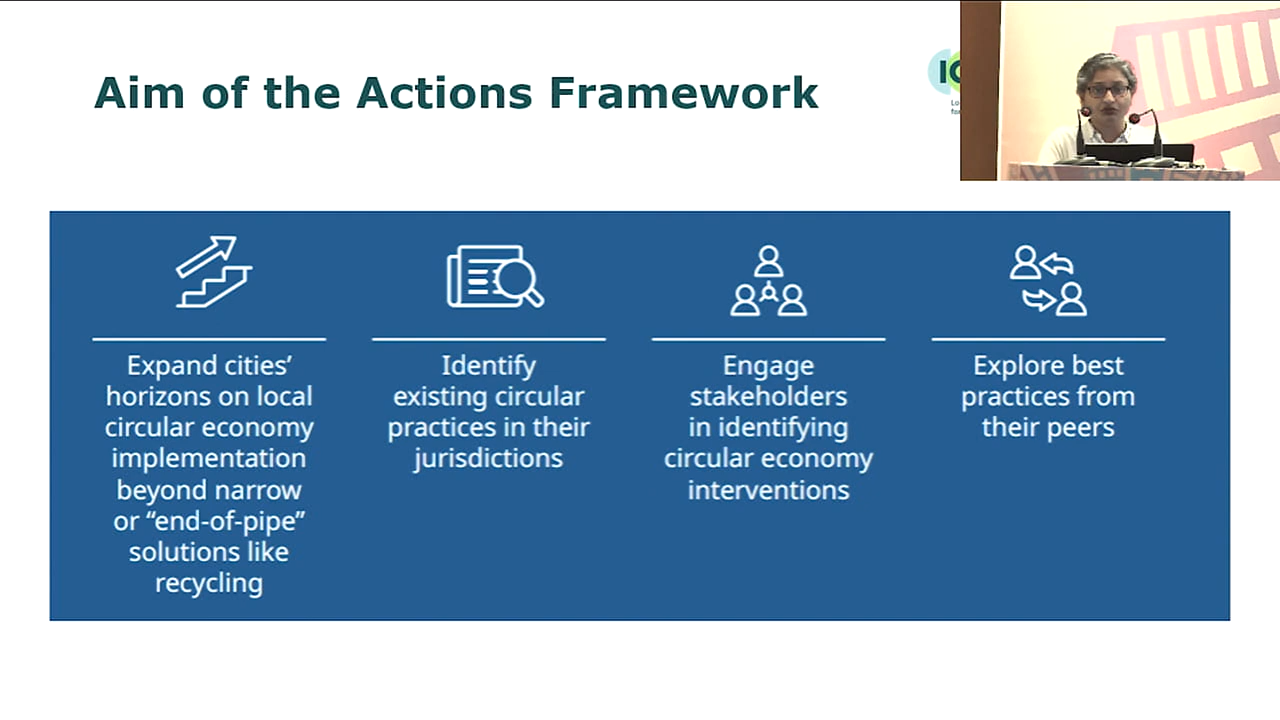 Aim of the Actions Framework
Expand cities’
horizons on local
circular economy
implementation
beyond narrow
or “end-of-pipe”
solutions like
recycling
Identify
existing circular
practices in their
jurisdictions
Engage
stakeholders
in identifying
circular economy
interventions
Explore best
practices from
their peers